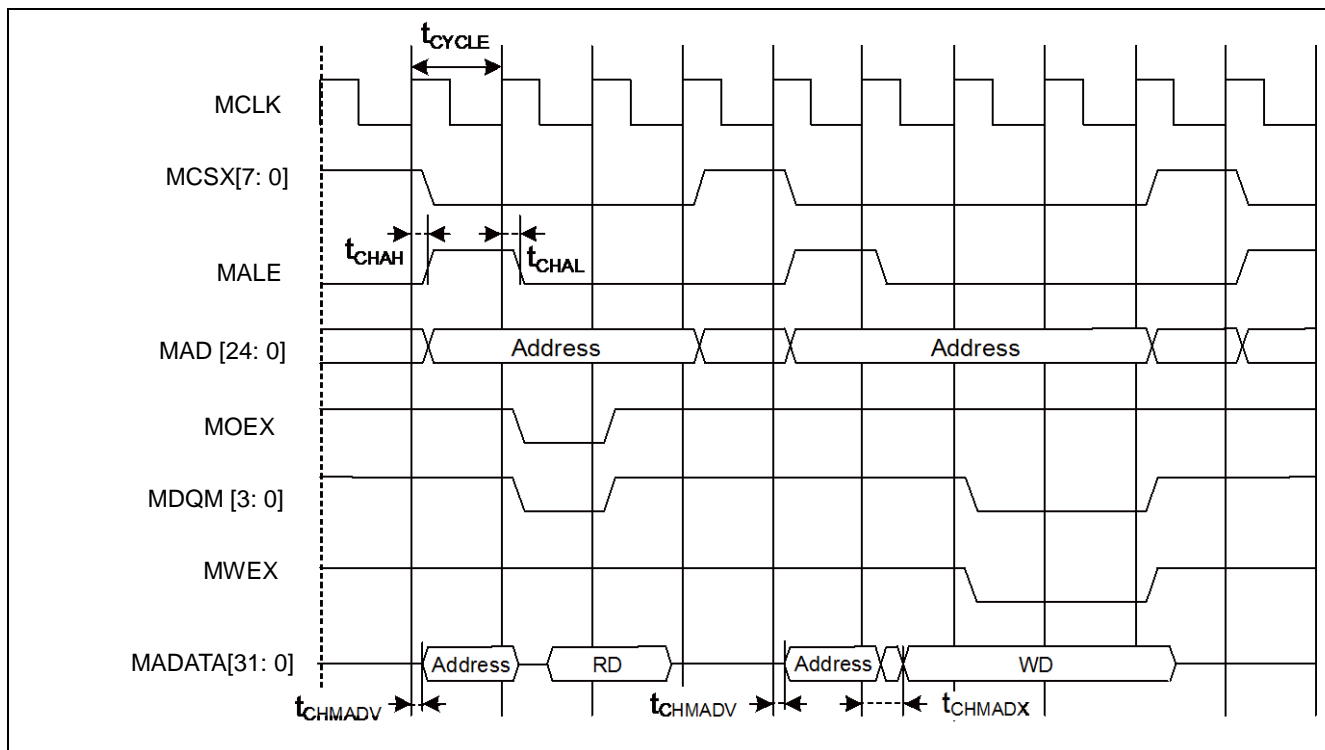 tCYCLE
MCLK
MCSX[7: 0]
tCHAH
tCHAL
MALE
MAD [24: 0]
Address
Address
MOEX
MDQM [3: 0]
MWEX
MADATA[31: 0]
Address
RD
Address
WD
tCHMADV
tCHMADV
tCHMADX